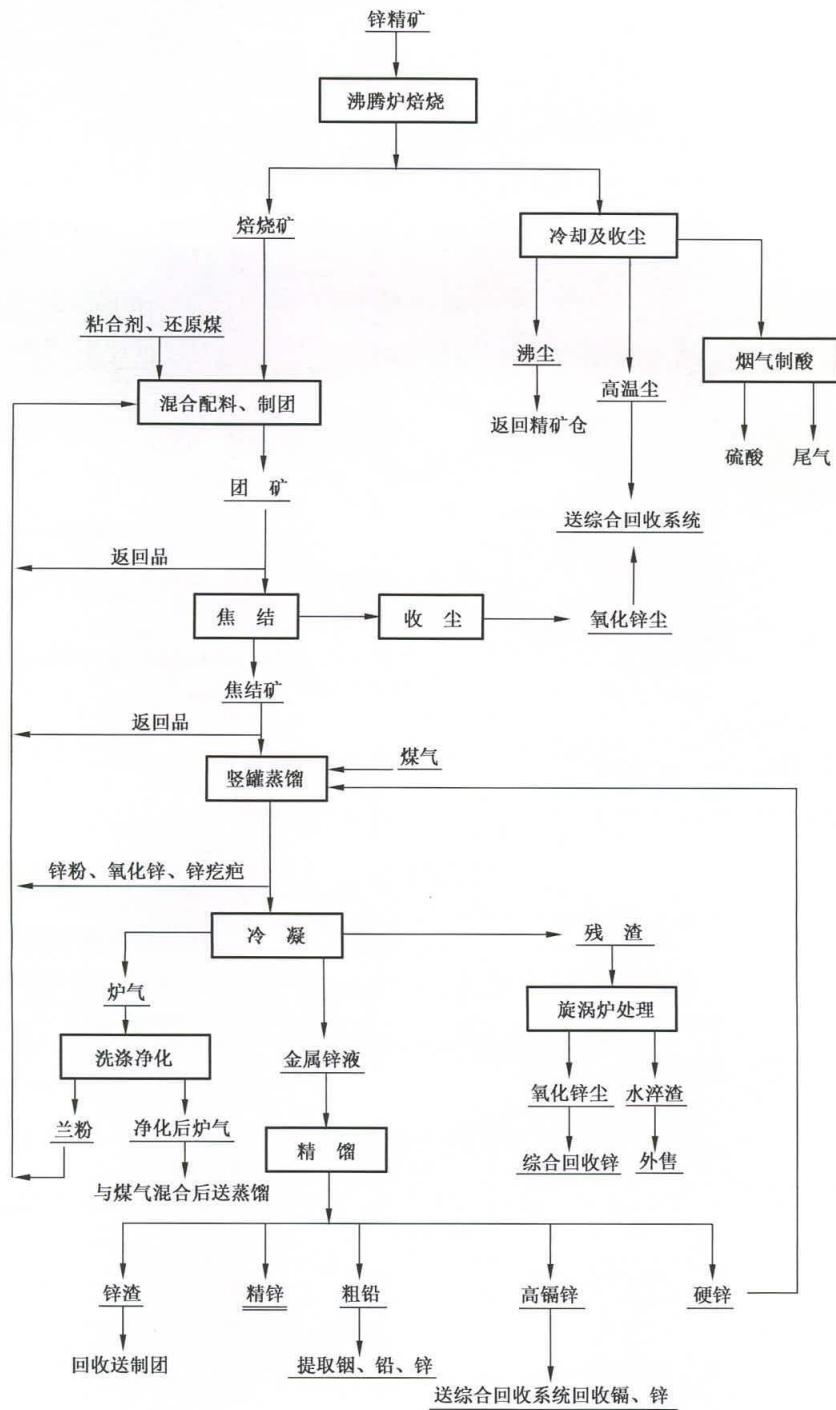 锌精矿
沸腾炉焙烧
焙烧矿
冷却及收尘
粘合剂、还原煤
沸尘
烟气制酸
高温尘
混合配料、制团
返回精矿仓
硫酸
尾气
团 矿
送综合回收系统
返回品
焦 结
收 尘
氧化锌尘
焦结矿
返回品
煤气
竖罐蒸馏
锌粉、氧化锌、锌疙疤
冷 凝
残 渣
炉气
旋涡炉处理
洗涤净化
金属锌液
氧化锌尘
水淬渣
兰粉
净化后炉气
精 馏
综合回收锌
外售
与煤气混合后送蒸馏
锌渣
精锌
粗铅
高镉锌
硬锌
回收送制团
提取铟、铅、锌
送综合回收系统回收镉、锌